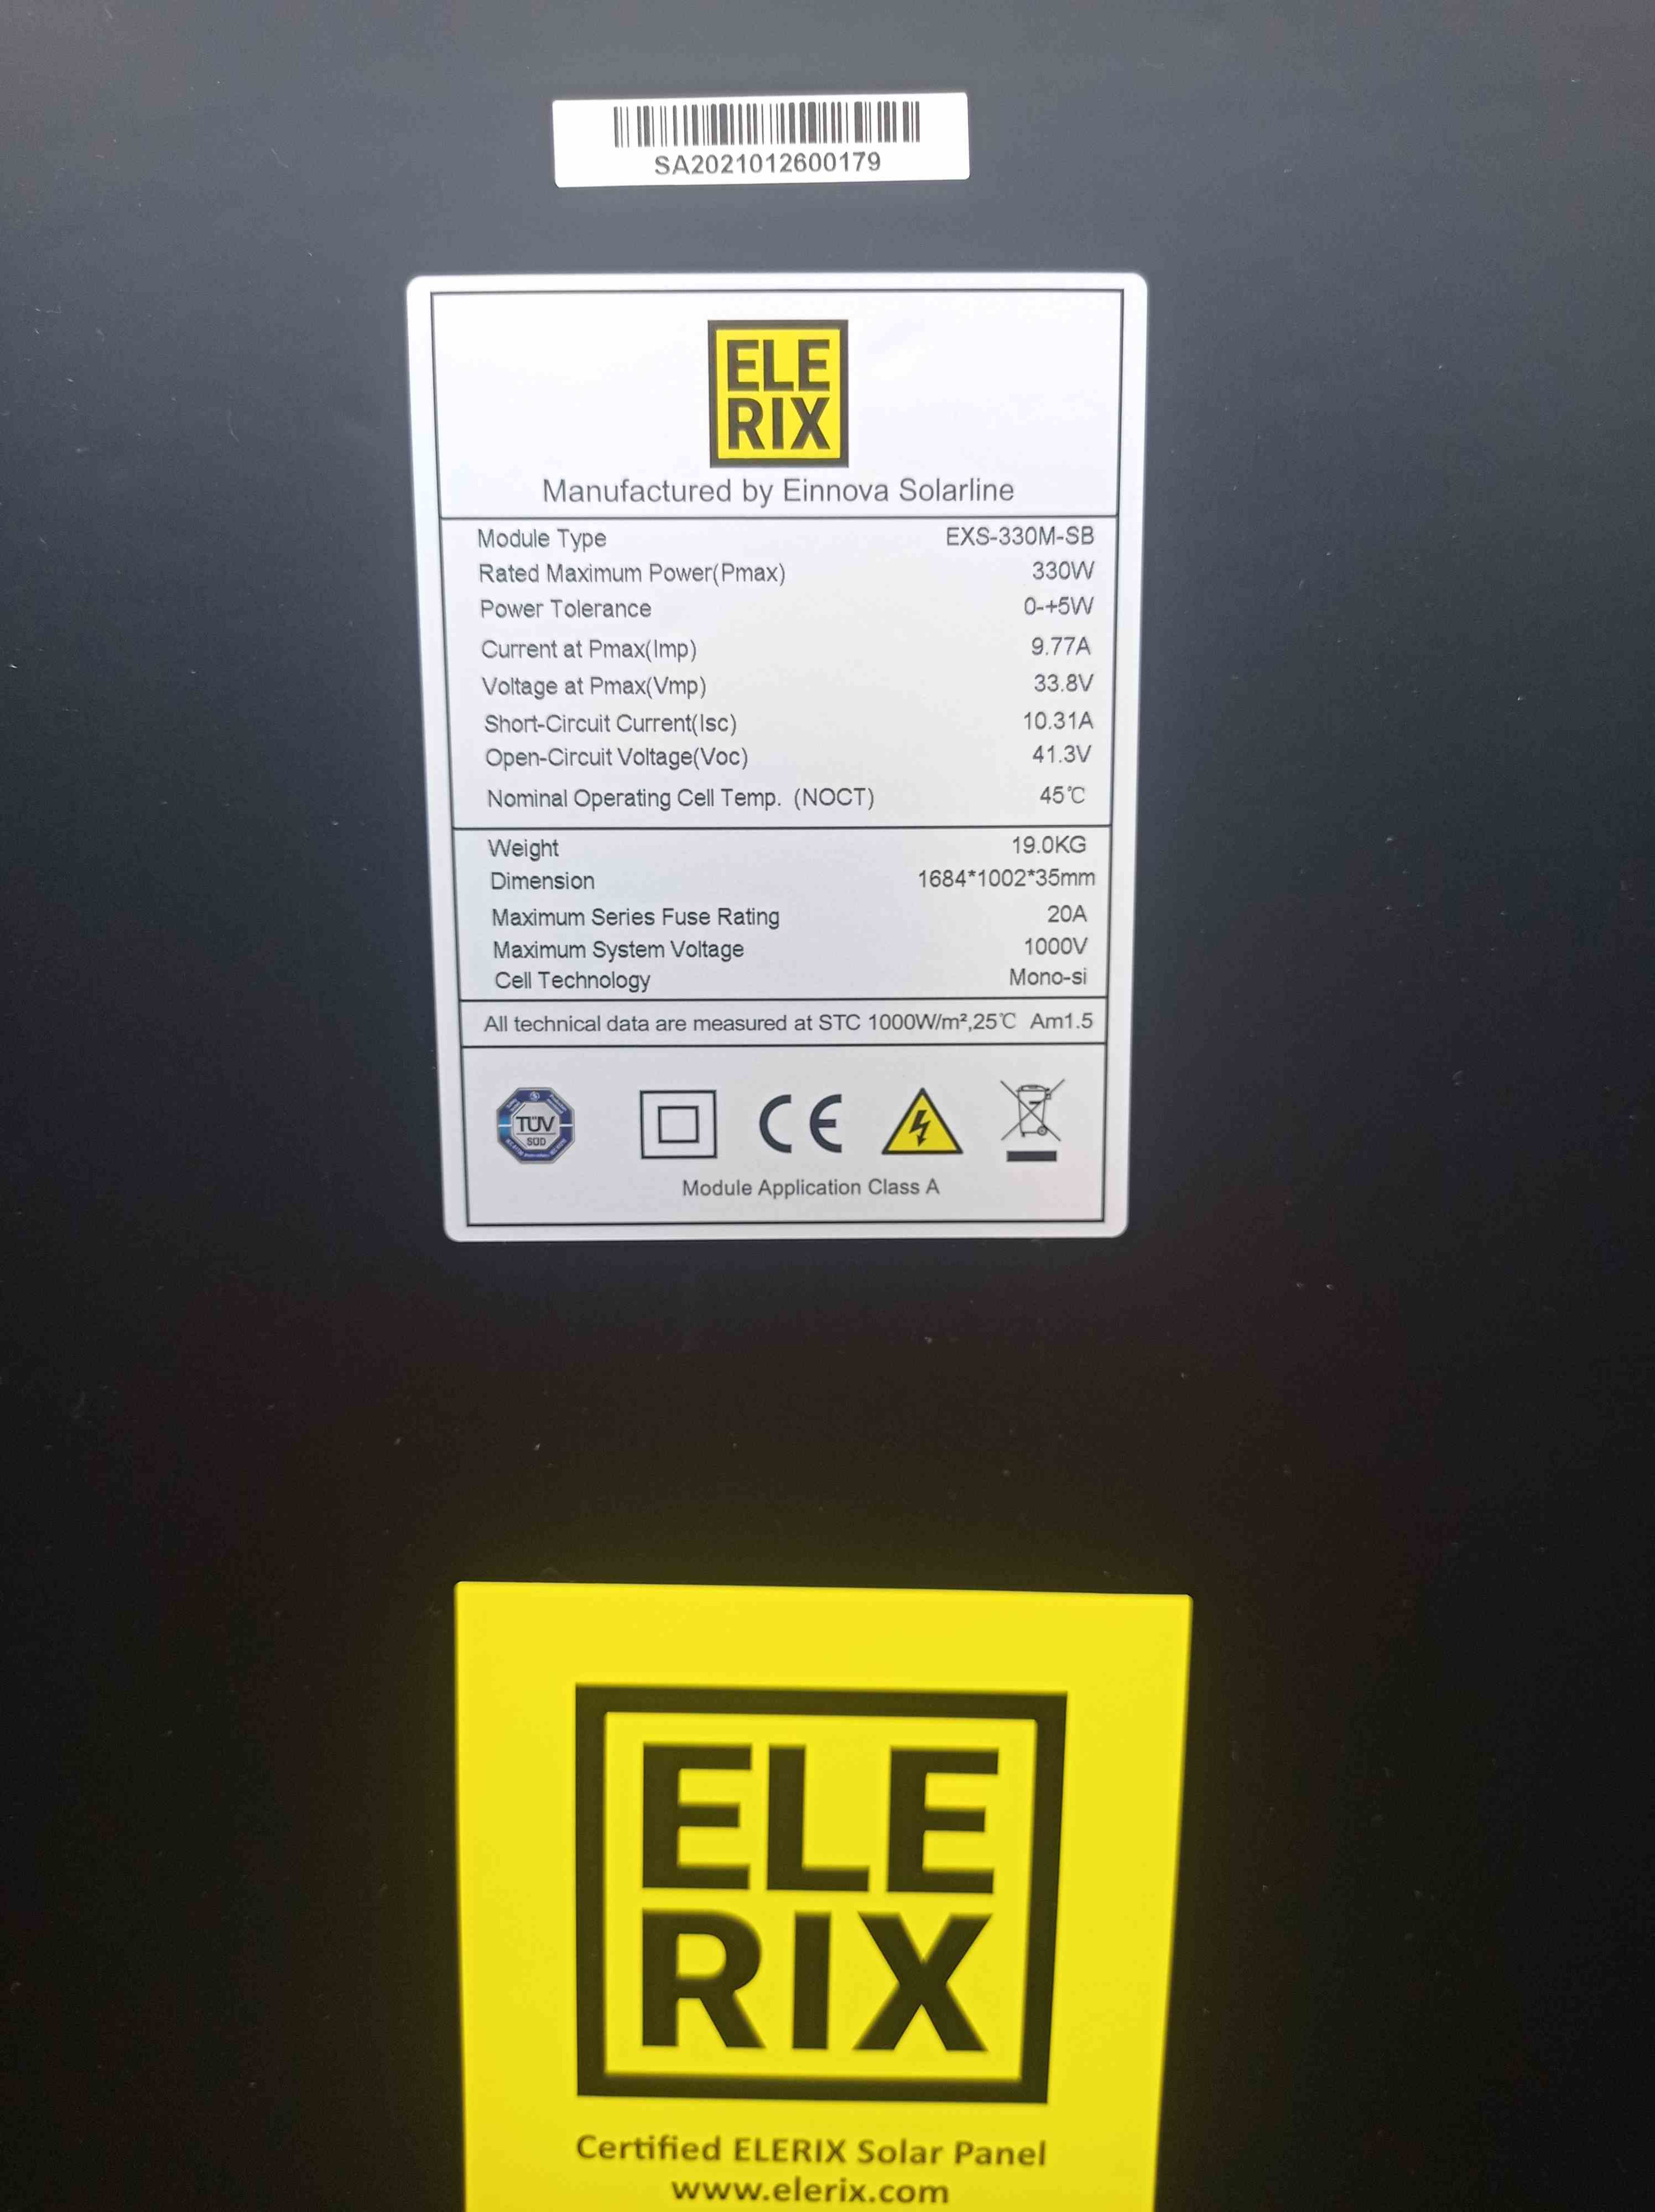 SA2021012600179
ELE
RIX
Manufactured by Einnova Solarline
Module Type EXS-330M-SB
Rated Maximum Power(Pmax) 330W
Power Tolerance 0-+5W
Current at Pmax(Imp) 9.77A
Voltage at Pmax(Vmp) 33.8V
Short-Circuit Current(Isc) 10.31A
Open-Circuit Voltage(Voc) 41.3V
Nominal Operating Cell Temp. (NOCT) 45℃
Weight 19.0KG
Dimension 1684*1002*35mm
Maximum Series Fuse Rating 20A
Maximum System Voltage 1000V
Cell Technology Mono-si
All technical data are measured at STC 1000W/m²,25℃ Am1.5
TÜV
SÜD
CE
Module Application Class A
ELE
RIX
Certified ELERIX Solar Panel
www.elerix.com